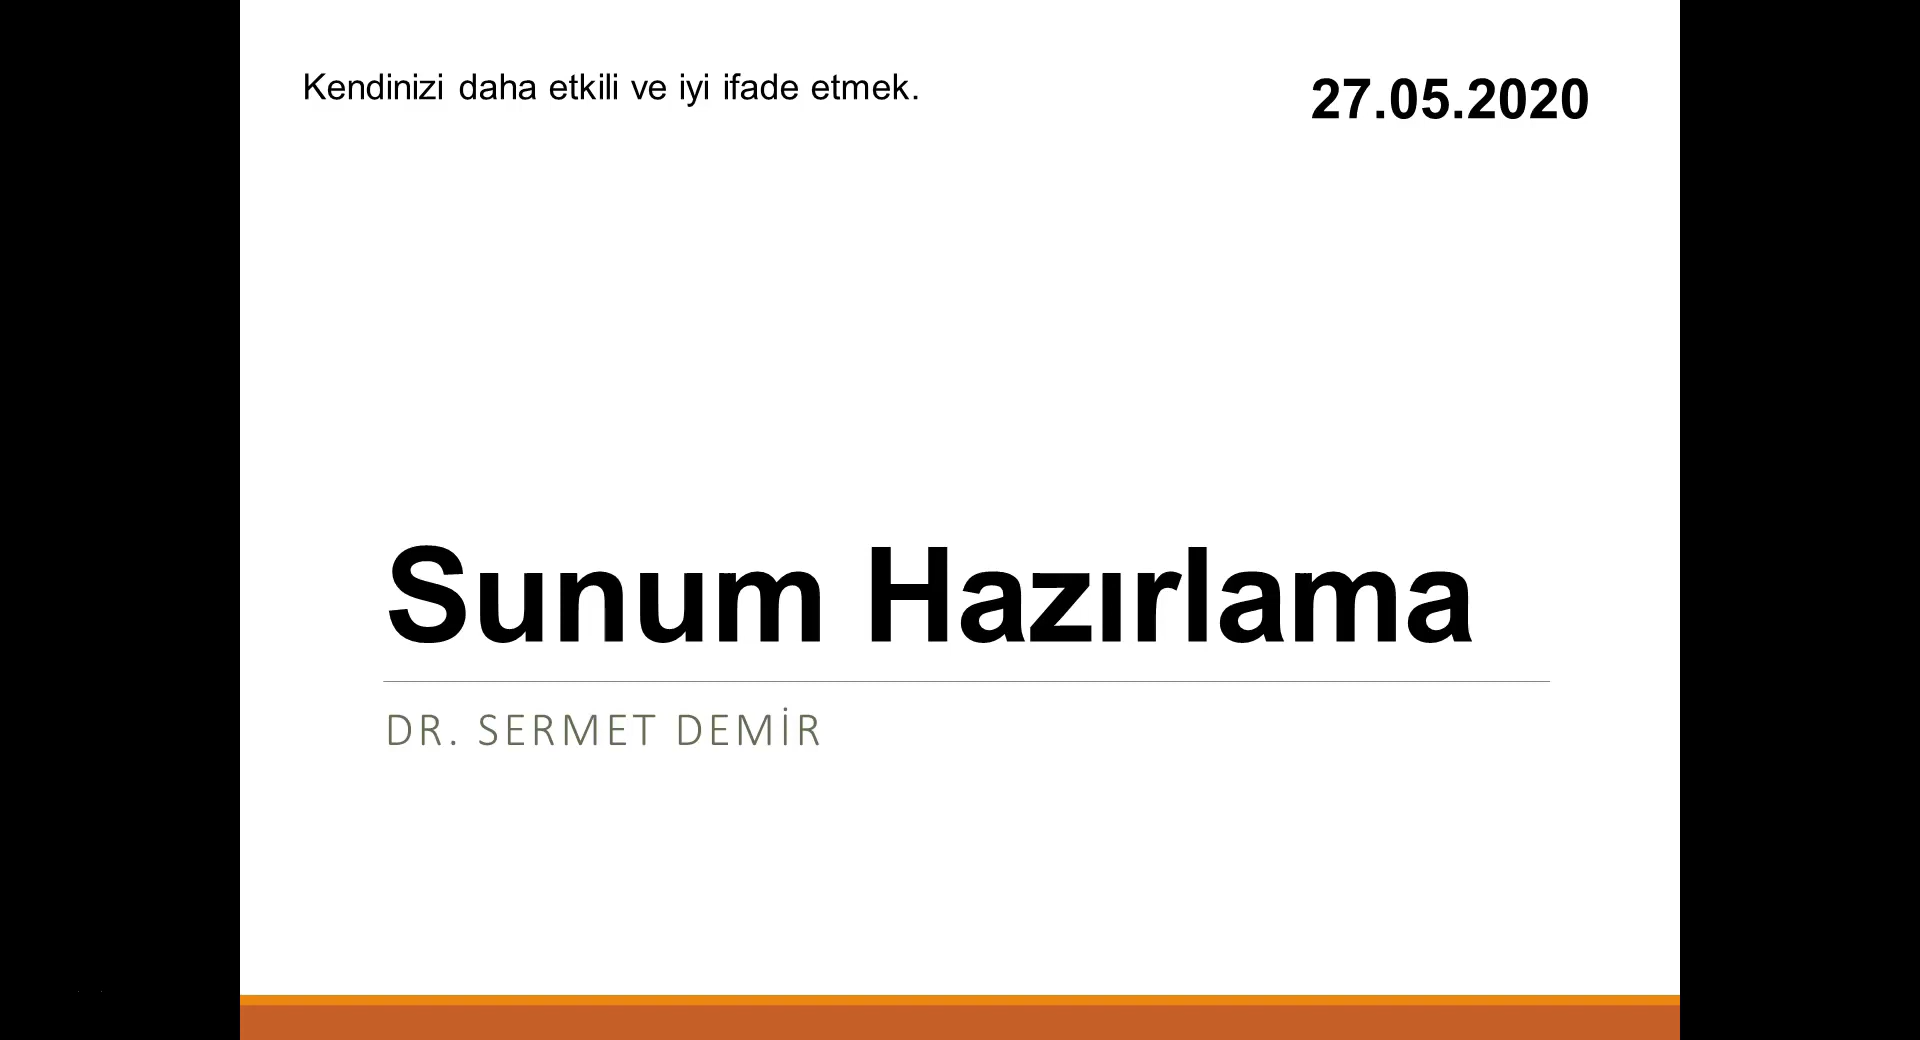 Kendinizi daha etkili ve iyi ifade etmek.
27.05.2020
Sunum Hazırlama
DR. SERMET DEMİR